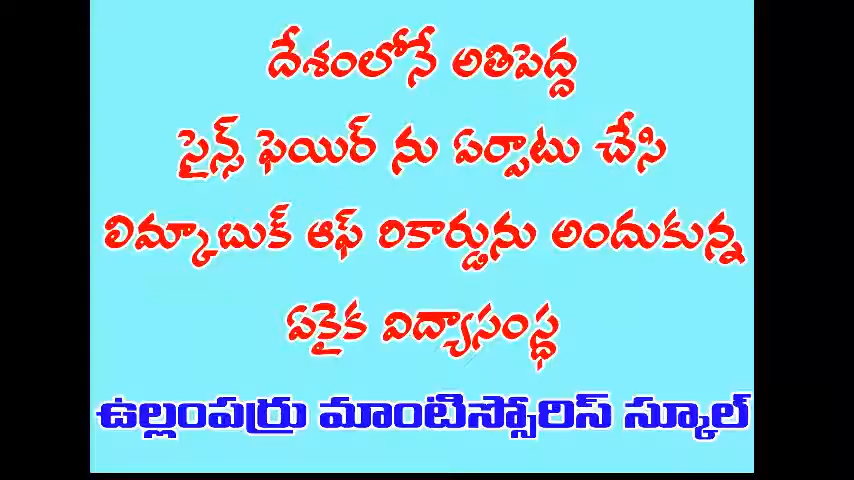 దేశంలోనే అతిపెద్ద
సైన్స్ ఫెయిర్ ను ఏర్పాటు చేసి
లిమ్కాబుక్ ఆఫ్ రికార్డును అందుకున్న
ఏకైక విద్యాసంస్థ
ఉల్లంపర్రు మాంటిస్సోరిస్ స్కూల్